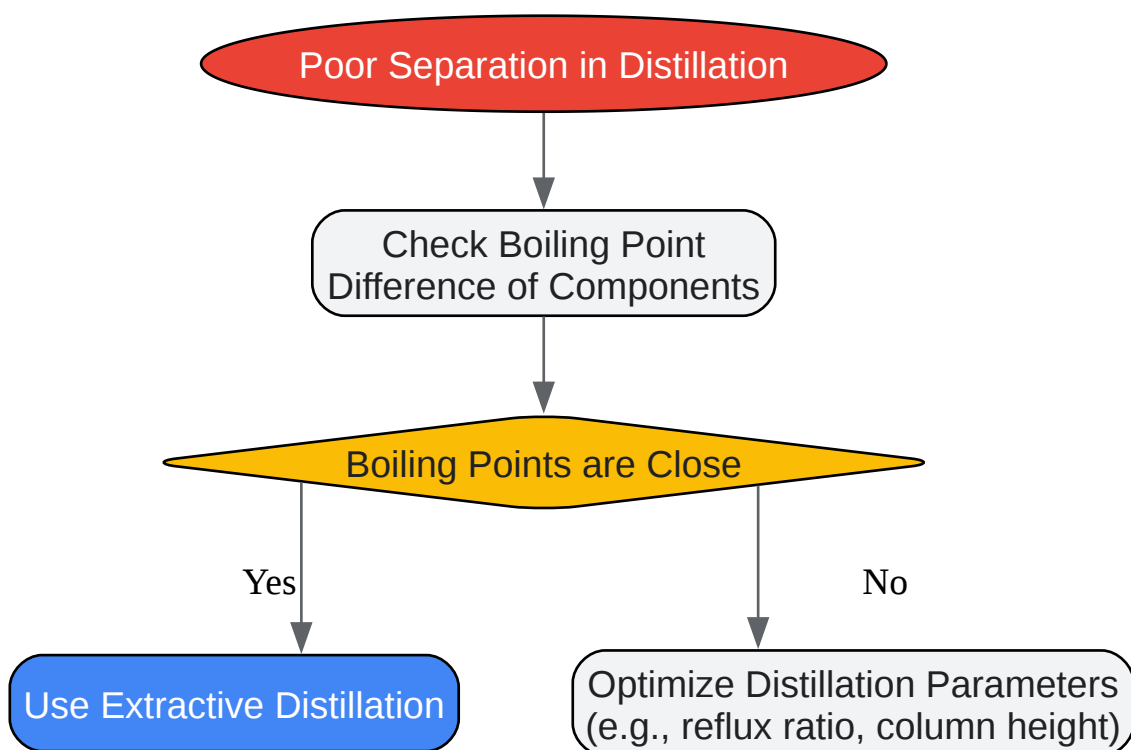 Poor Separation in Distillation
Check Boiling Point
Difference of Components
Boiling Points are Close
Yes
No
Use Extractive Distillation
Optimize Distillation Parameters
(e.g., reflux ratio, column height)